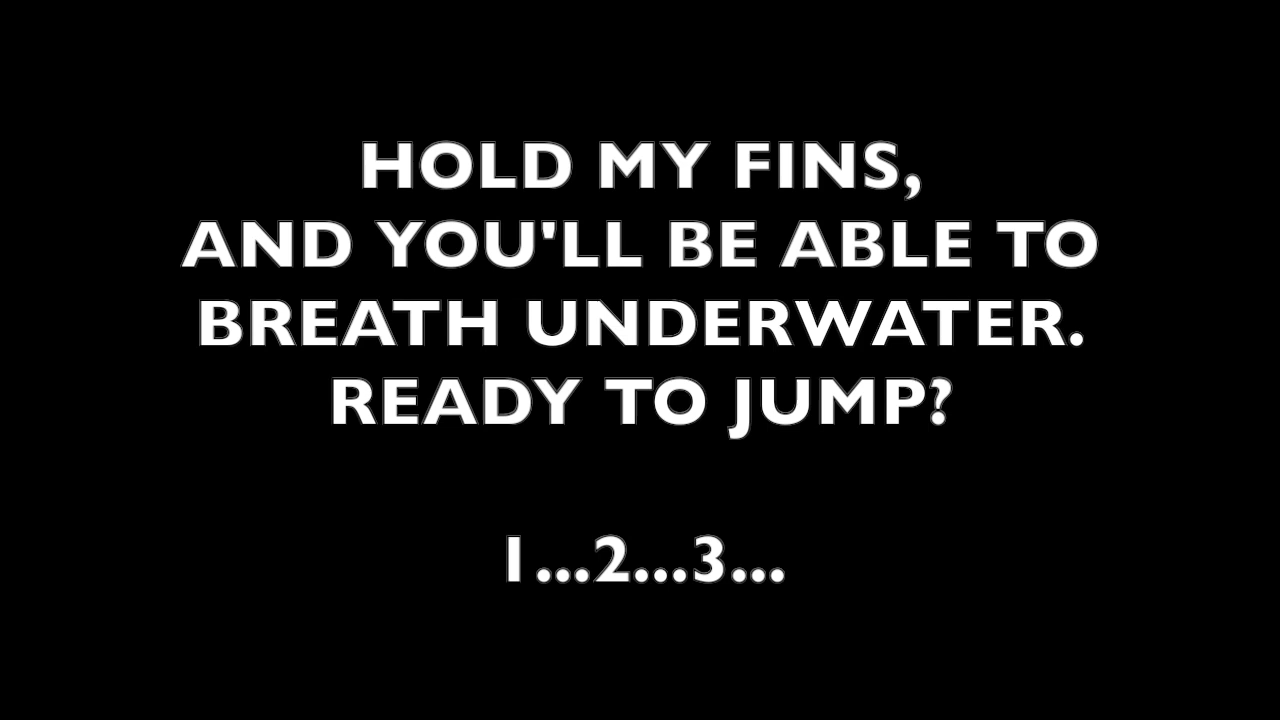 HOLD MY FINS,
AND YOU'LL BE ABLE TO
BREATH UNDERWATER.
READY TO JUMP?
1...2...3...